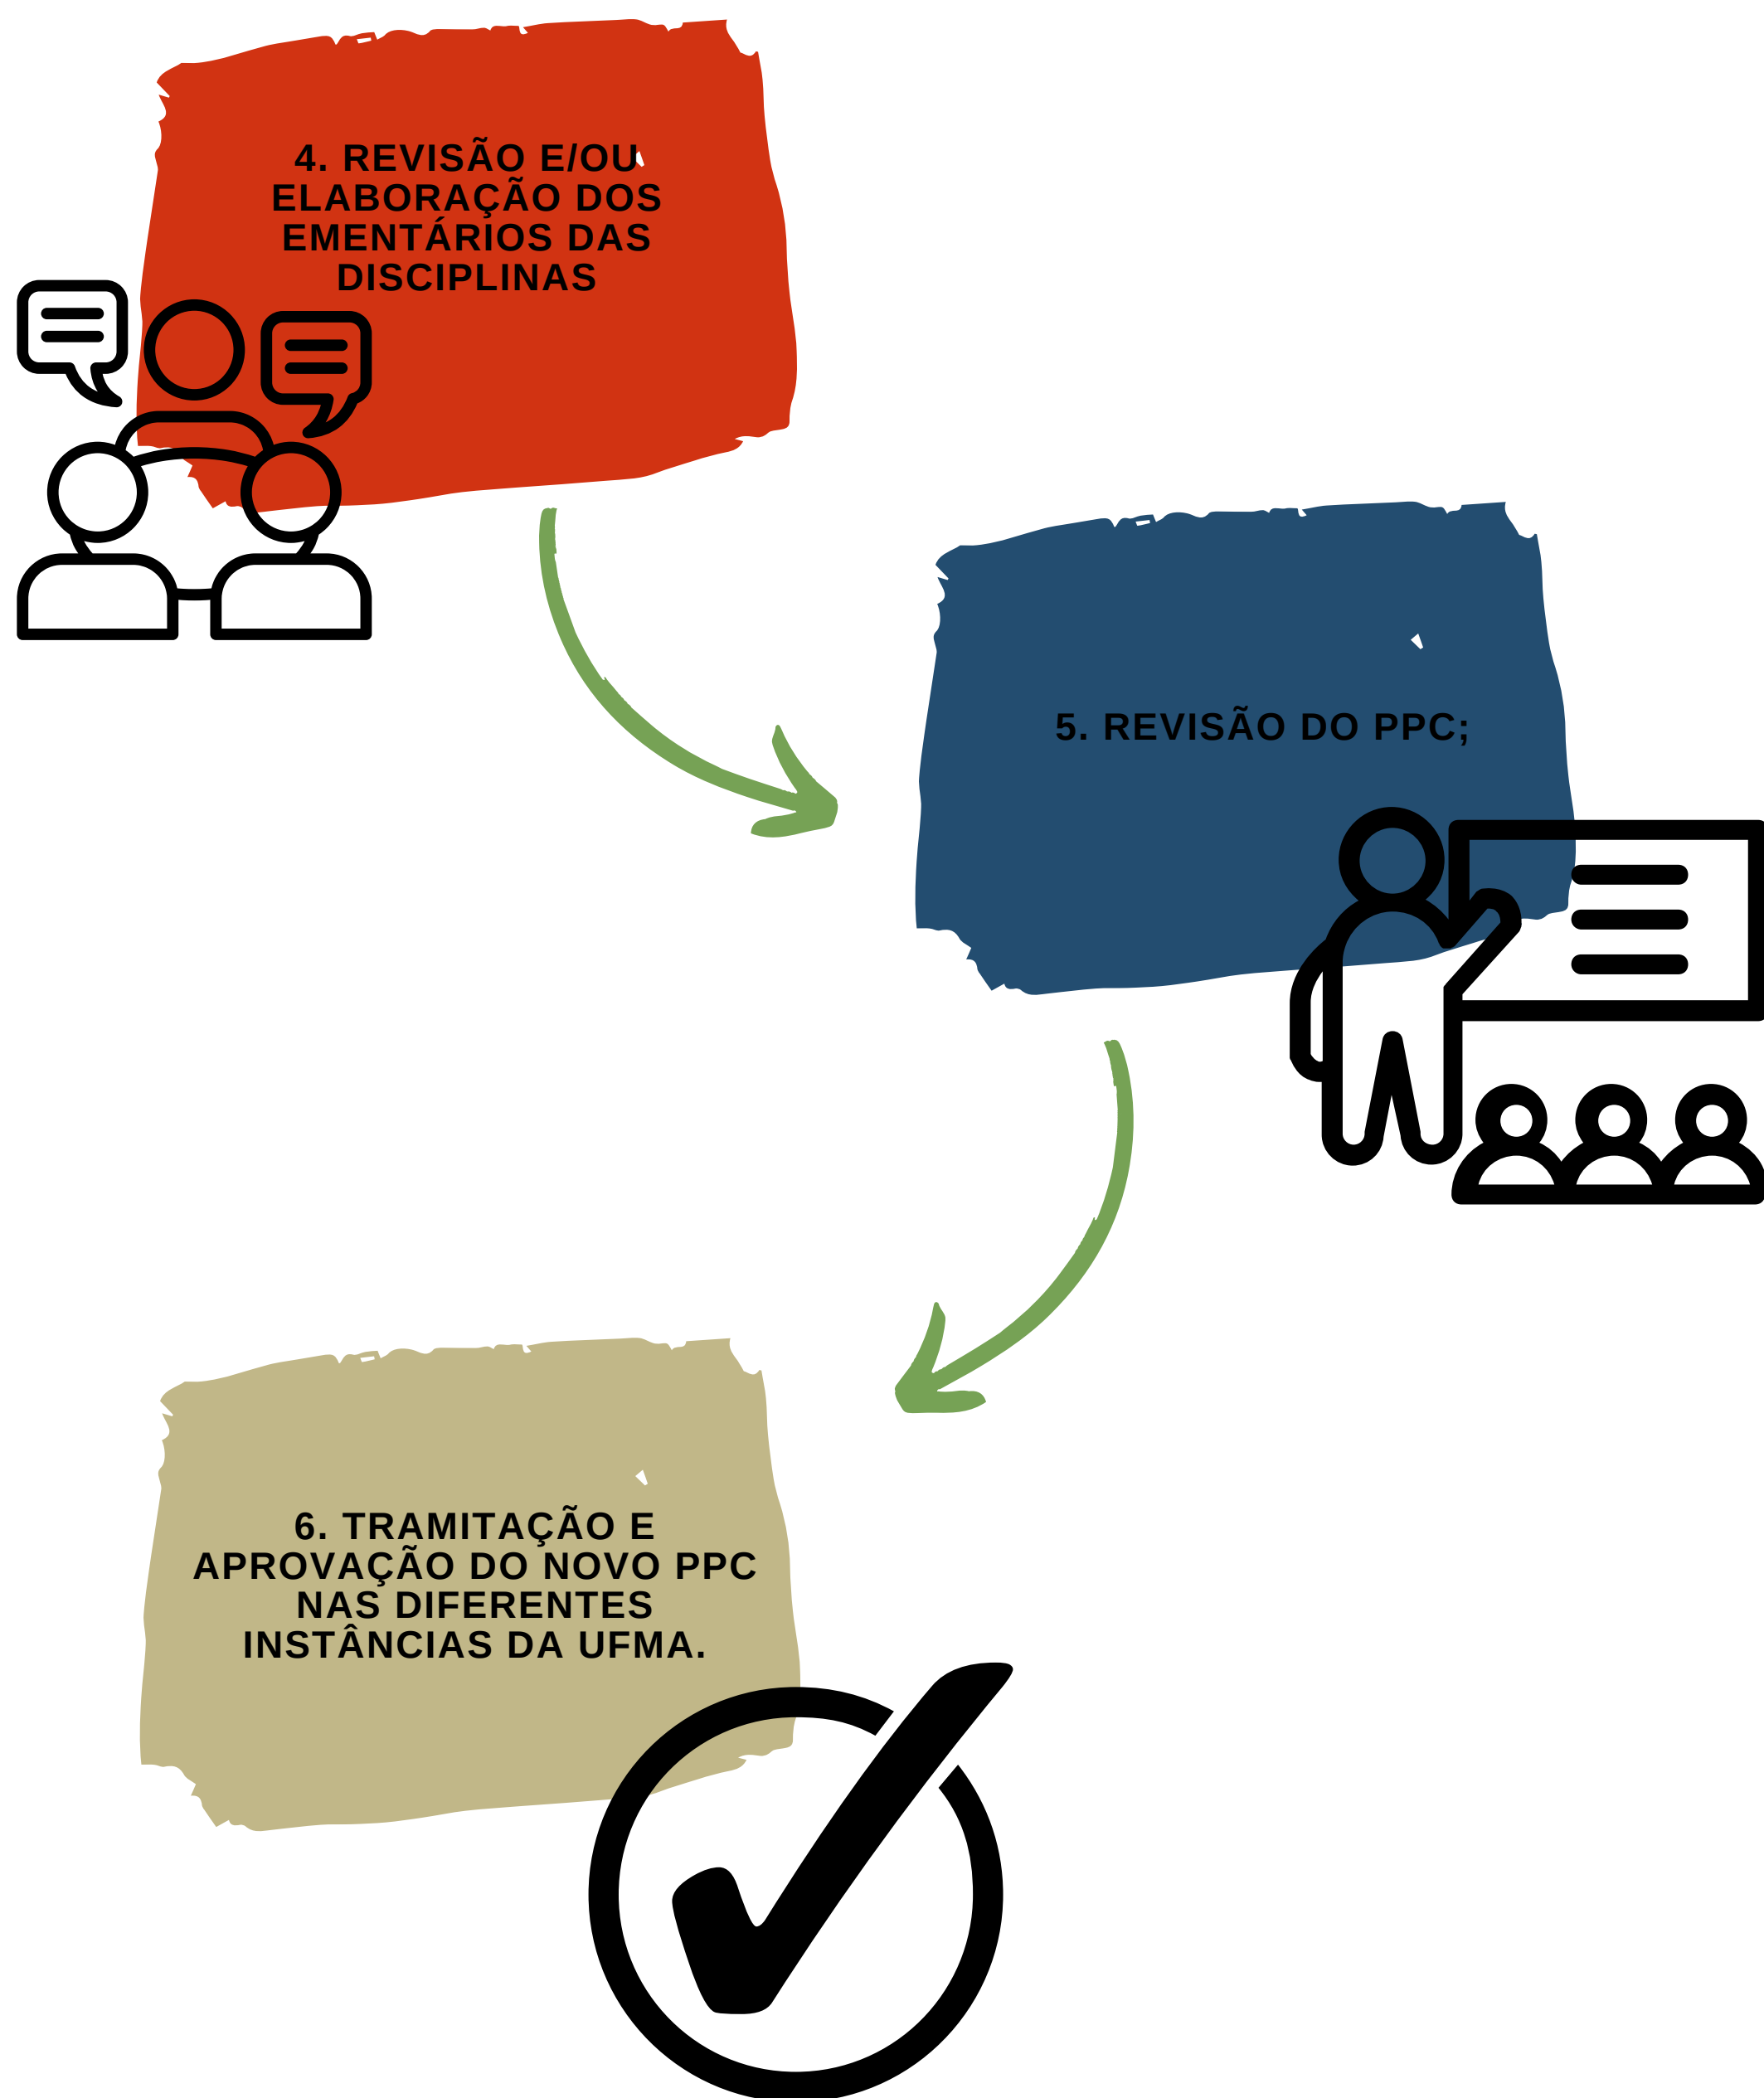 4. REVISÃO E/OU
ELABORAÇÃO DOS
EMENTÁRIOS DAS
DISCIPLINAS
5. REVISÃO DO PPC;
6. TRAMITAÇÃO E
APROVAÇÃO DO NOVO PPC
NAS DIFERENTES
INSTÂNCIAS DA UFMA.